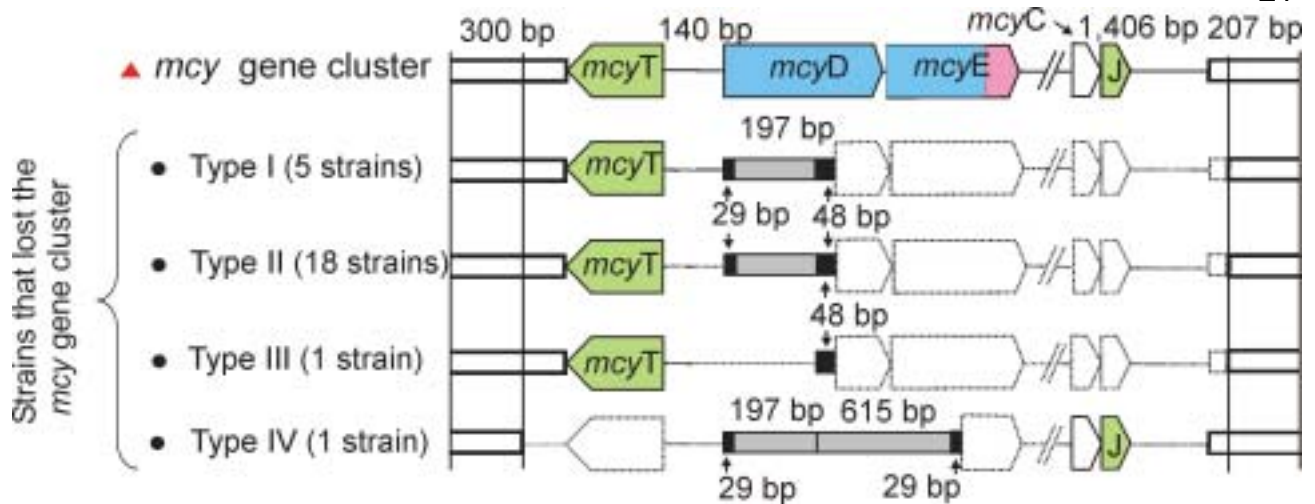 300 bp 140 bp mcyC 1,406 bp 207 bp
mcy gene cluster mcyT mcyD mcyE J
197 bp
Type I (5 strains) mcyT
29 bp 48 bp
Type II (18 strains) mcyT
48 bp
Type III (1 strain) mcyT
197 bp 615 bp
Type IV (1 strain) J
29 bp 29 bp
Strains that lost the
mcy gene cluster